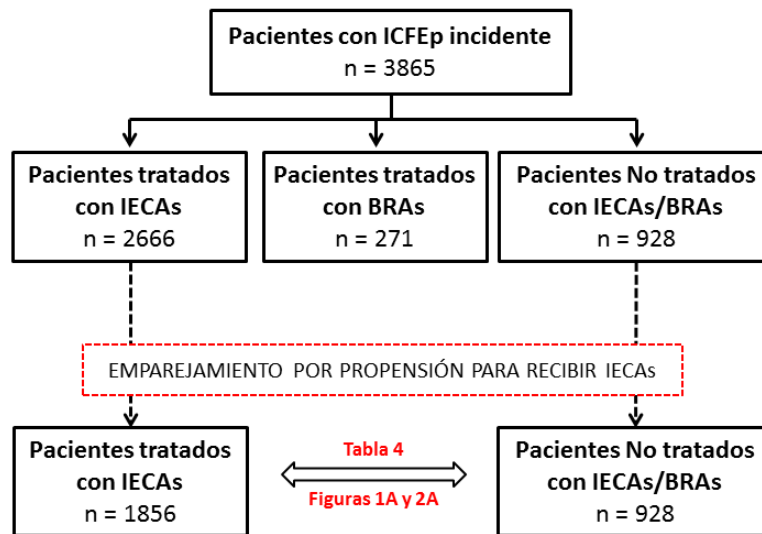 Pacientes con ICFEp incidente
n = 3865
Pacientes tratados
con IECAs
n = 2666
Pacientes tratados
con BRAs
n = 271
Pacientes No tratados
con IECAs/BRAs
n = 928
EMPAREJAMIENTO POR PROPENSIÓN PARA RECIBIR IECAs
Pacientes tratados
con IECAs
n = 1856
Tabla 4
Figuras 1A y 2A
Pacientes No tratados
con IECAs/BRAs
n = 928